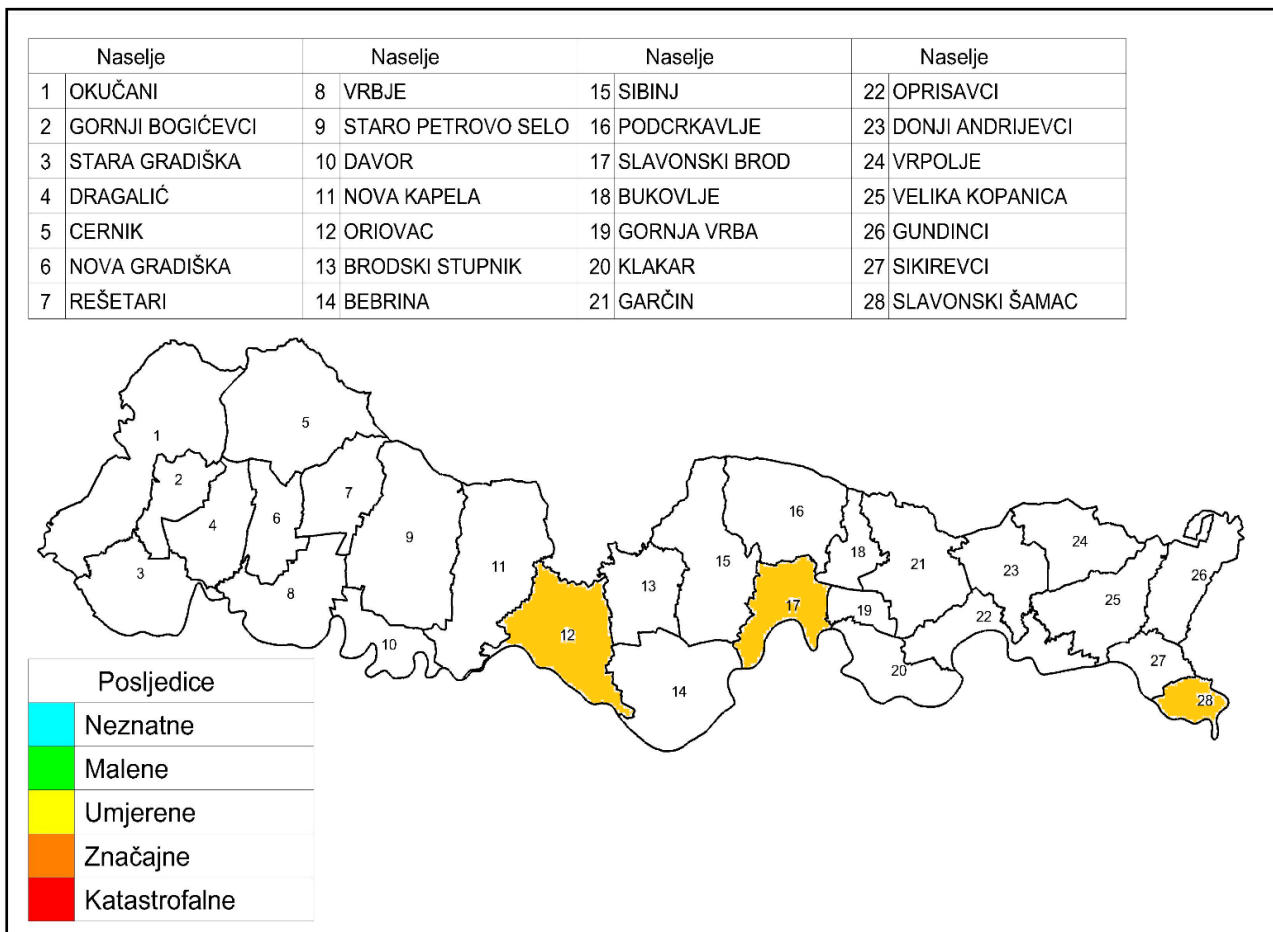 Naselje Naselje Naselje Naselje
1 OKUČANI 8 VRBJE 15 SIBINJ 22 OPRISAVCI
2 GORNJI BOGIĆEVCI 9 STARO PETROVO SELO 16 PODCRKAVLJE 23 DONJI ANDRIJEVCI
3 STARA GRADIŠKA 10 DAVOR 17 SLAVONSKI BROD 24 VRPOLJE
4 DRAGALIĆ 11 NOVA KAPELA 18 BUKOVLJE 25 VELIKA KOPANICA
5 CERNIK 12 ORIOVAC 19 GORNJA VRBA 26 GUNDINCI
6 NOVA GRADIŠKA 13 BRODSKI STUPNIK 20 KLAKAR 27 SIKIREVCI
7 REŠETARI 14 BEBRINA 21 GARČIN 28 SLAVONSKI ŠAMAC
1
2
3
4
5
6
7
8
9
10
11
12
13
14
15
16
17
18
19
20
21
22
23
24
25
26
27
28
Posljedice
Neznatne
Malene
Umjerene
Značajne
Katastrofalne